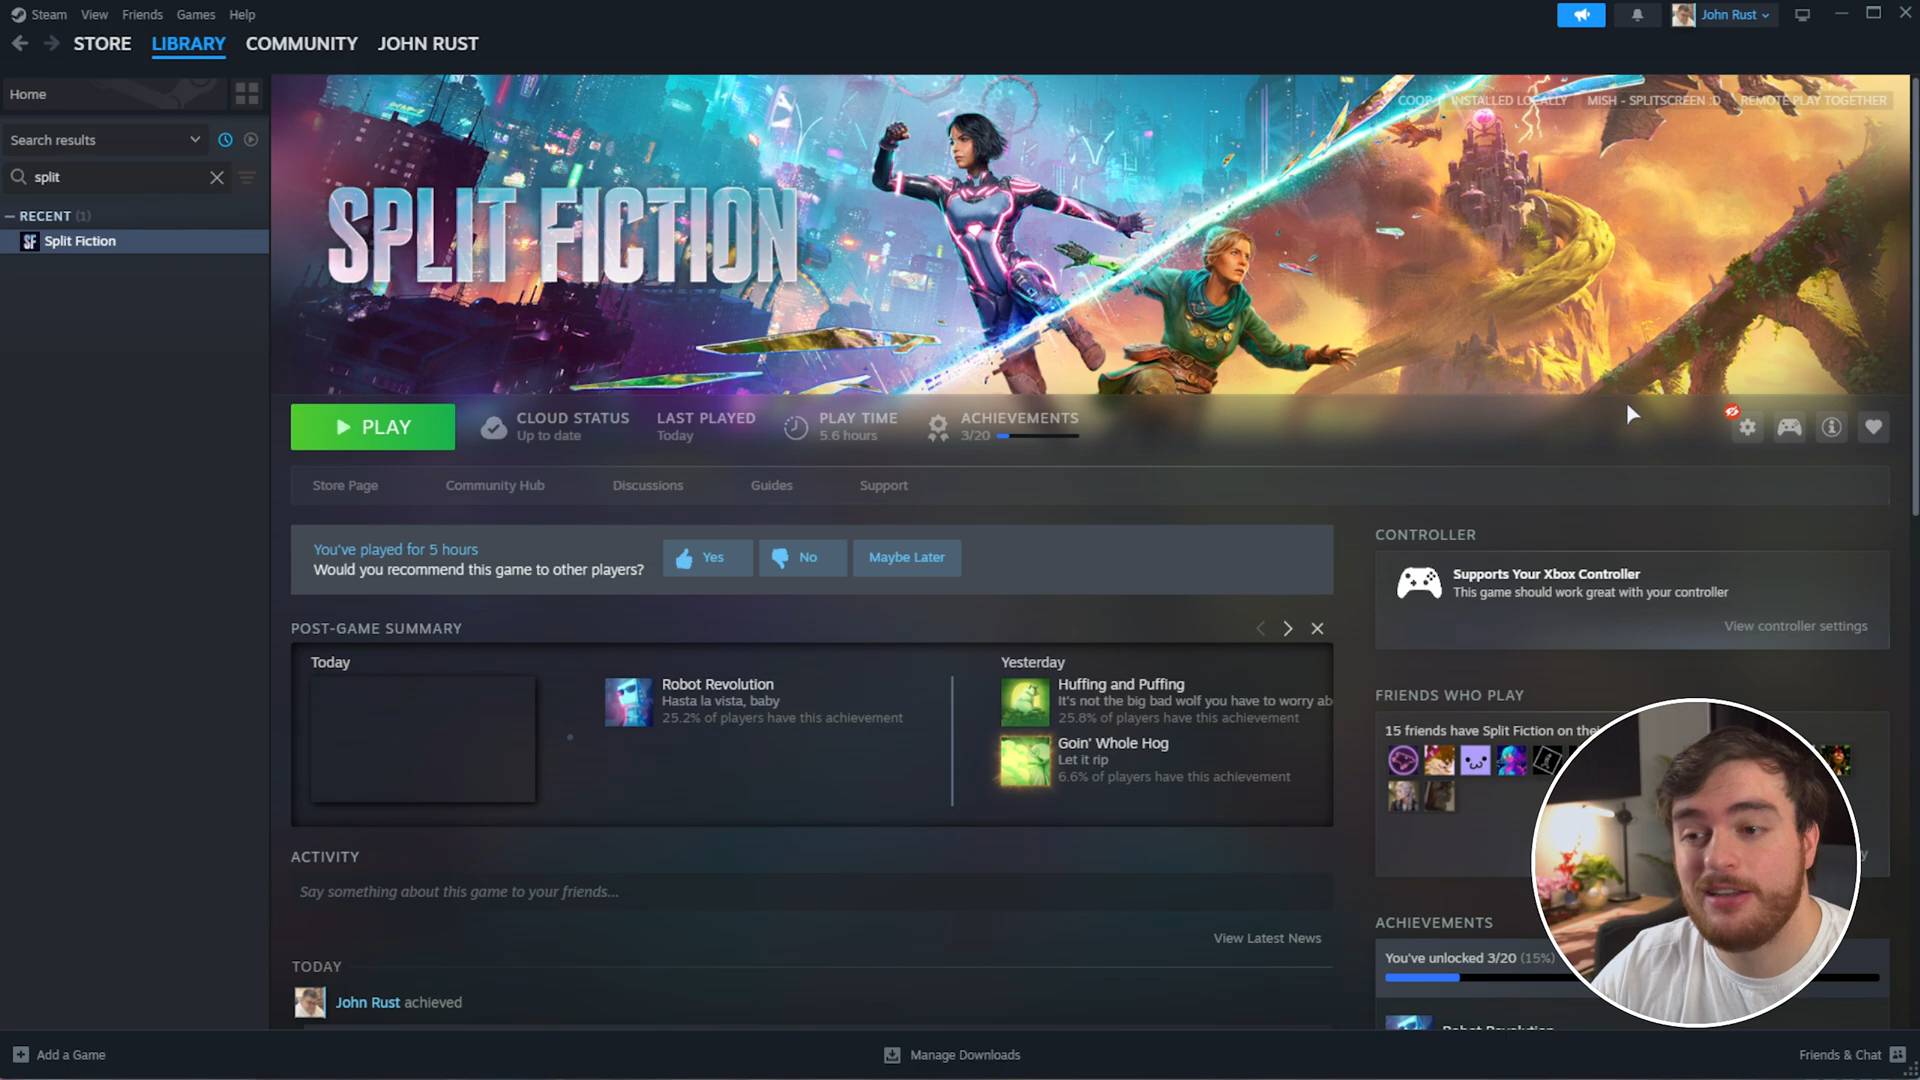 Steam View Friends Games Help
John Rust
STORE LIBRARY COMMUNITY JOHN RUST
Home
Search results
split
RECENT (1)
SF Split Fiction
COOP INSTALLED LOCALLY MISH - SPLITSCREEN :D REMOTE PLAY TOGETHER
SPLIT FICTION
PLAY
CLOUD STATUS
Up to date
LAST PLAYED
Today
PLAY TIME
5.6 hours
ACHIEVEMENTS
3/20
Store Page Community Hub Discussions Guides Support
You've played for 5 hours
Would you recommend this game to other players?
Yes No Maybe Later
POST-GAME SUMMARY
Today
Robot Revolution
Hasta la vista, baby
25.2% of players have this achievement
Yesterday
Huffing and Puffing
It's not the big bad wolf you have to worry ab
25.8% of players have this achievement
Goin' Whole Hog
Let it rip
6.6% of players have this achievement
ACTIVITY
Say something about this game to your friends...
View Latest News
TODAY
John Rust achieved
CONTROLLER
Supports Your Xbox Controller
This game should work great with your controller
View controller settings
FRIENDS WHO PLAY
15 friends have Split Fiction on thei
ACHIEVEMENTS
You've unlocked 3/20 (15%)
Robot Revolution
Add a Game
Manage Downloads
Friends & Chat